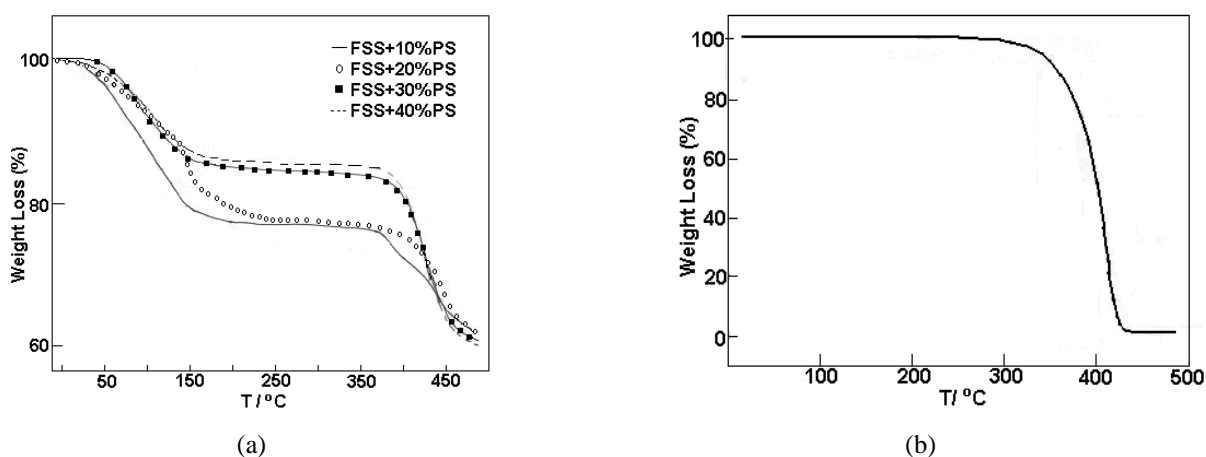 100
80
60
Weight Loss (%)
FSS+10%PS
FSS+20%PS
FSS+30%PS
FSS+40%PS
50 150 250 350 450
T / °C
(a)
100
80
60
40
20
0
Weight Loss (%)
100 200 300 400 500
T/ °C
(b)